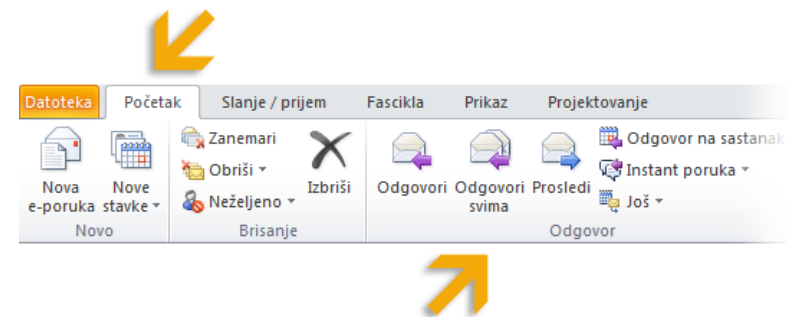 Datoteka Početak Slanje / prijem Fascikla Prikaz Projektovanje
Nova
e-poruka
Nove
stavke
Zanemari
Obriši
Neželjeno
Izbriši
Odgovori
Odgovori
svima
Prosledi
Odgovor na sastanak
Instant poruka
Još
Novo Brisanje Odgovor